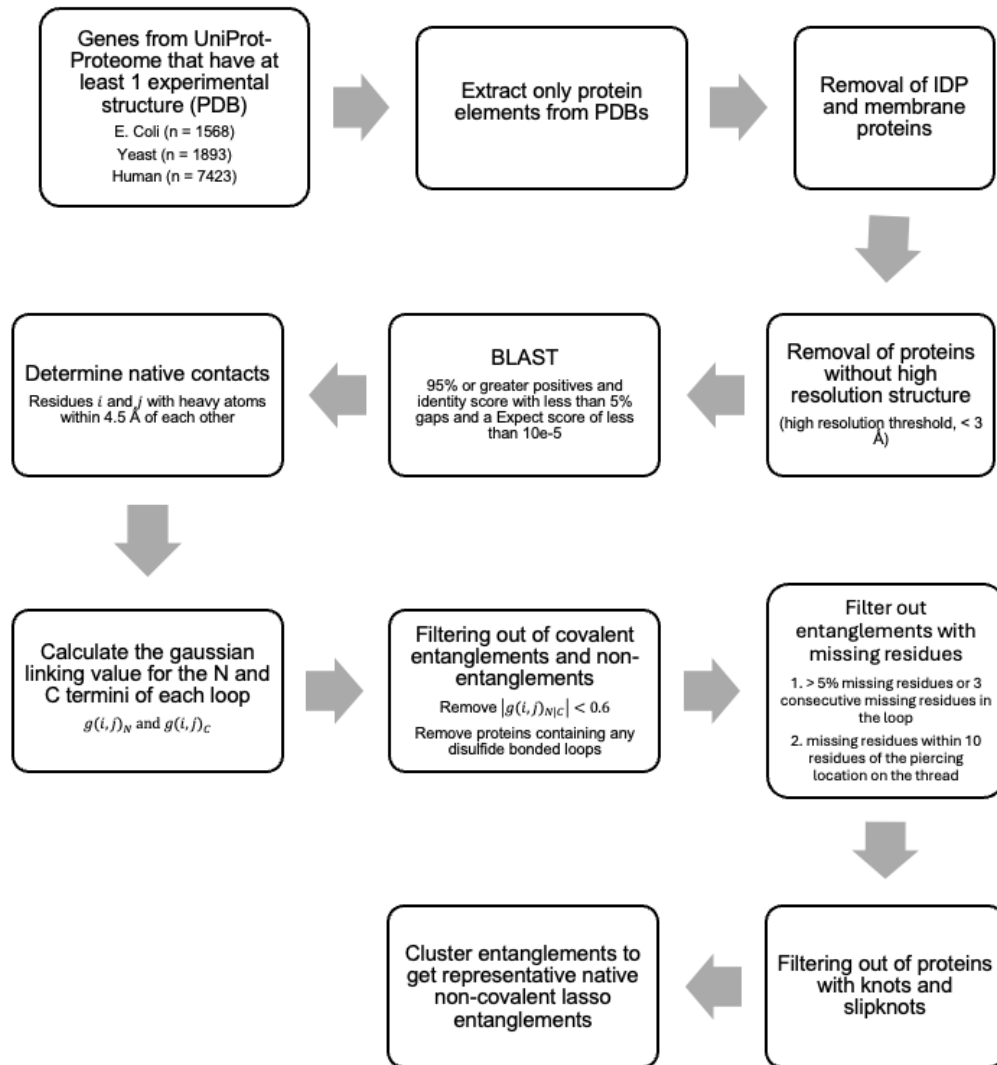 Genes from UniProt-
Proteome that have at
least 1 experimental
structure (PDB)
E. Coli (n = 1568)
Yeast (n = 1893)
Human (n = 7423)
Extract only protein
elements from PDBs
Removal of IDP
and membrane
proteins
Removal of proteins
without high
resolution structure
(high resolution threshold, < 3
Å)
BLAST
95% or greater positives and
identity score with less than 5%
gaps and a Expect score of less
than 10e-5
Determine native contacts
Residues i and j with heavy atoms
within 4.5 Å of each other
Calculate the gaussian
linking value for the N and
C termini of each loop
g(i,j)_N and g(i,j)_C
Filtering out of covalent
entanglements and non-
entanglements
Remove |g(i,j)_{N|C}| < 0.6
Remove proteins containing any
disulfide bonded loops
Filter out
entanglements with
missing residues
1. > 5% missing residues or 3
consecutive missing residues in
the loop
2. missing residues within 10
residues of the piercing
location on the thread
Filtering out of proteins
with knots and
slipknots
Cluster entanglements to
get representative native
non-covalent lasso
entanglements